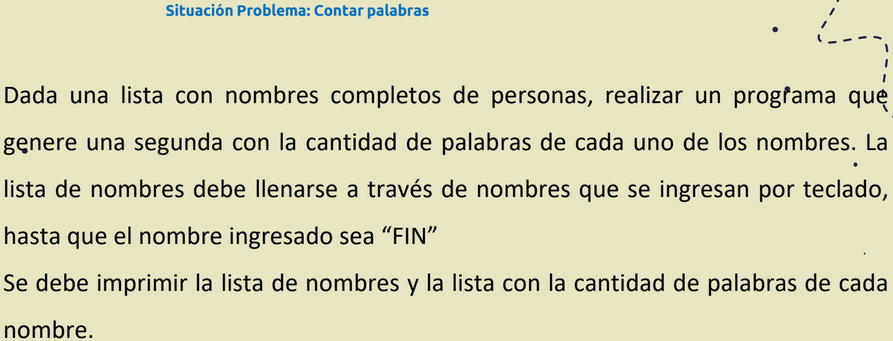 Situación Problema: Contar palabras
Dada una lista con nombres completos de personas, realizar un programa que
genere una segunda con la cantidad de palabras de cada uno de los nombres. La
lista de nombres debe llenarse a través de nombres que se ingresan por teclado,
hasta que el nombre ingresado sea “FIN”
Se debe imprimir la lista de nombres y la lista con la cantidad de palabras de cada
nombre.